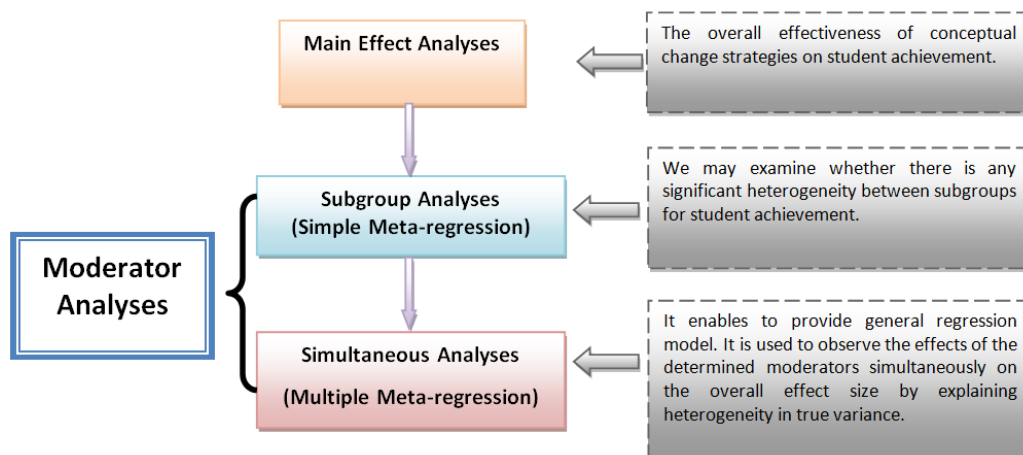 Main Effect Analyses
The overall effectiveness of conceptual
change strategies on student achievement.
Subgroup Analyses
(Simple Meta-regression)
We may examine whether there is any
significant heterogeneity between subgroups
for student achievement.
Moderator
Analyses
Simultaneous Analyses
(Multiple Meta-regression)
It enables to provide general regression
model. It is used to observe the effects of the
determined moderators simultaneously on
the overall effect size by explaining
heterogeneity in true variance.